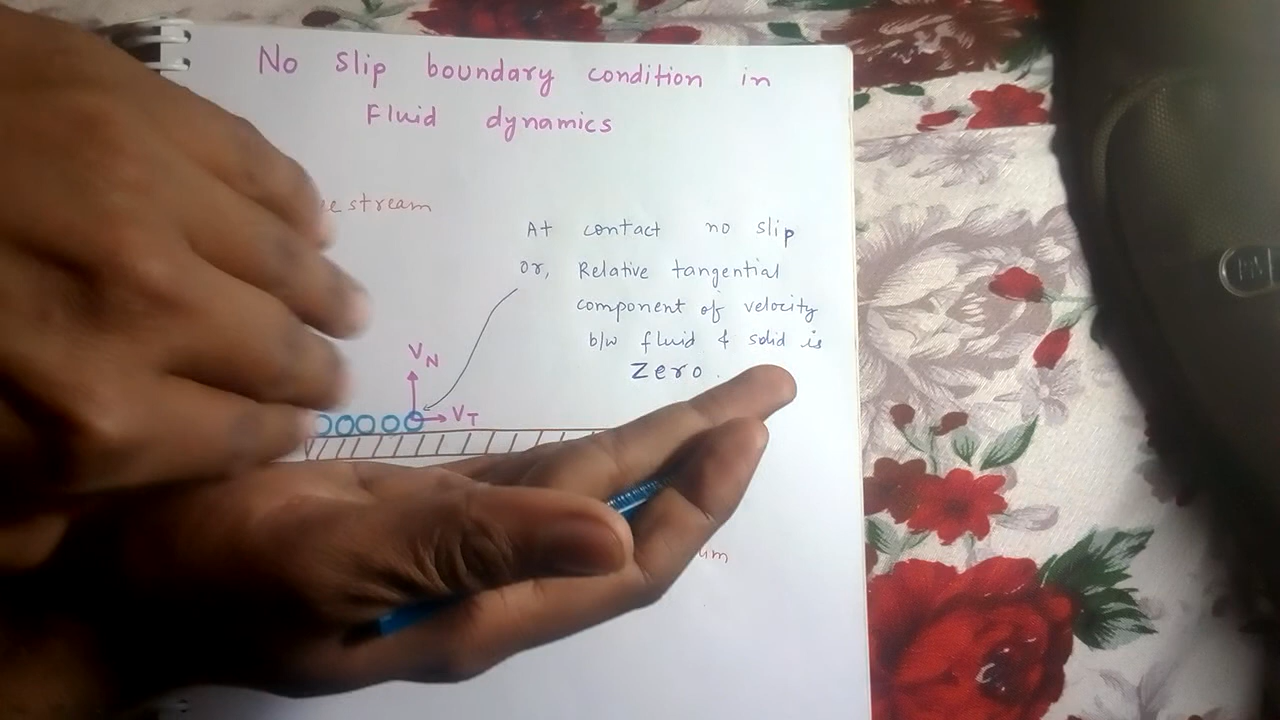 No slip boundary condition in
Fluid dynamics
stream
At contact no slip
or, Relative tangential
component of velocity
b/w fluid & solid is
Zero.
VN
VT